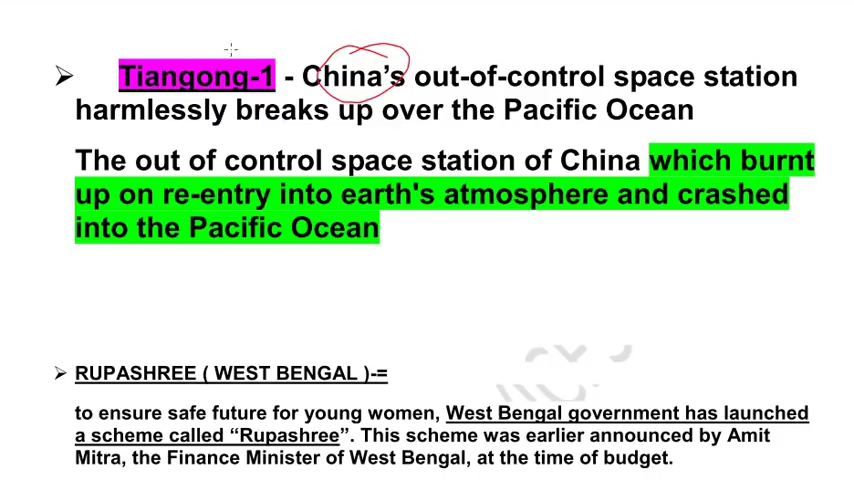 ➢ Tiangong-1 - China’s out-of-control space station
harmlessly breaks up over the Pacific Ocean
The out of control space station of China which burnt
up on re-entry into earth's atmosphere and crashed
into the Pacific Ocean
➢ RUPASHREE ( WEST BENGAL )-=
to ensure safe future for young women, West Bengal government has launched
a scheme called “Rupashree”. This scheme was earlier announced by Amit
Mitra, the Finance Minister of West Bengal, at the time of budget.